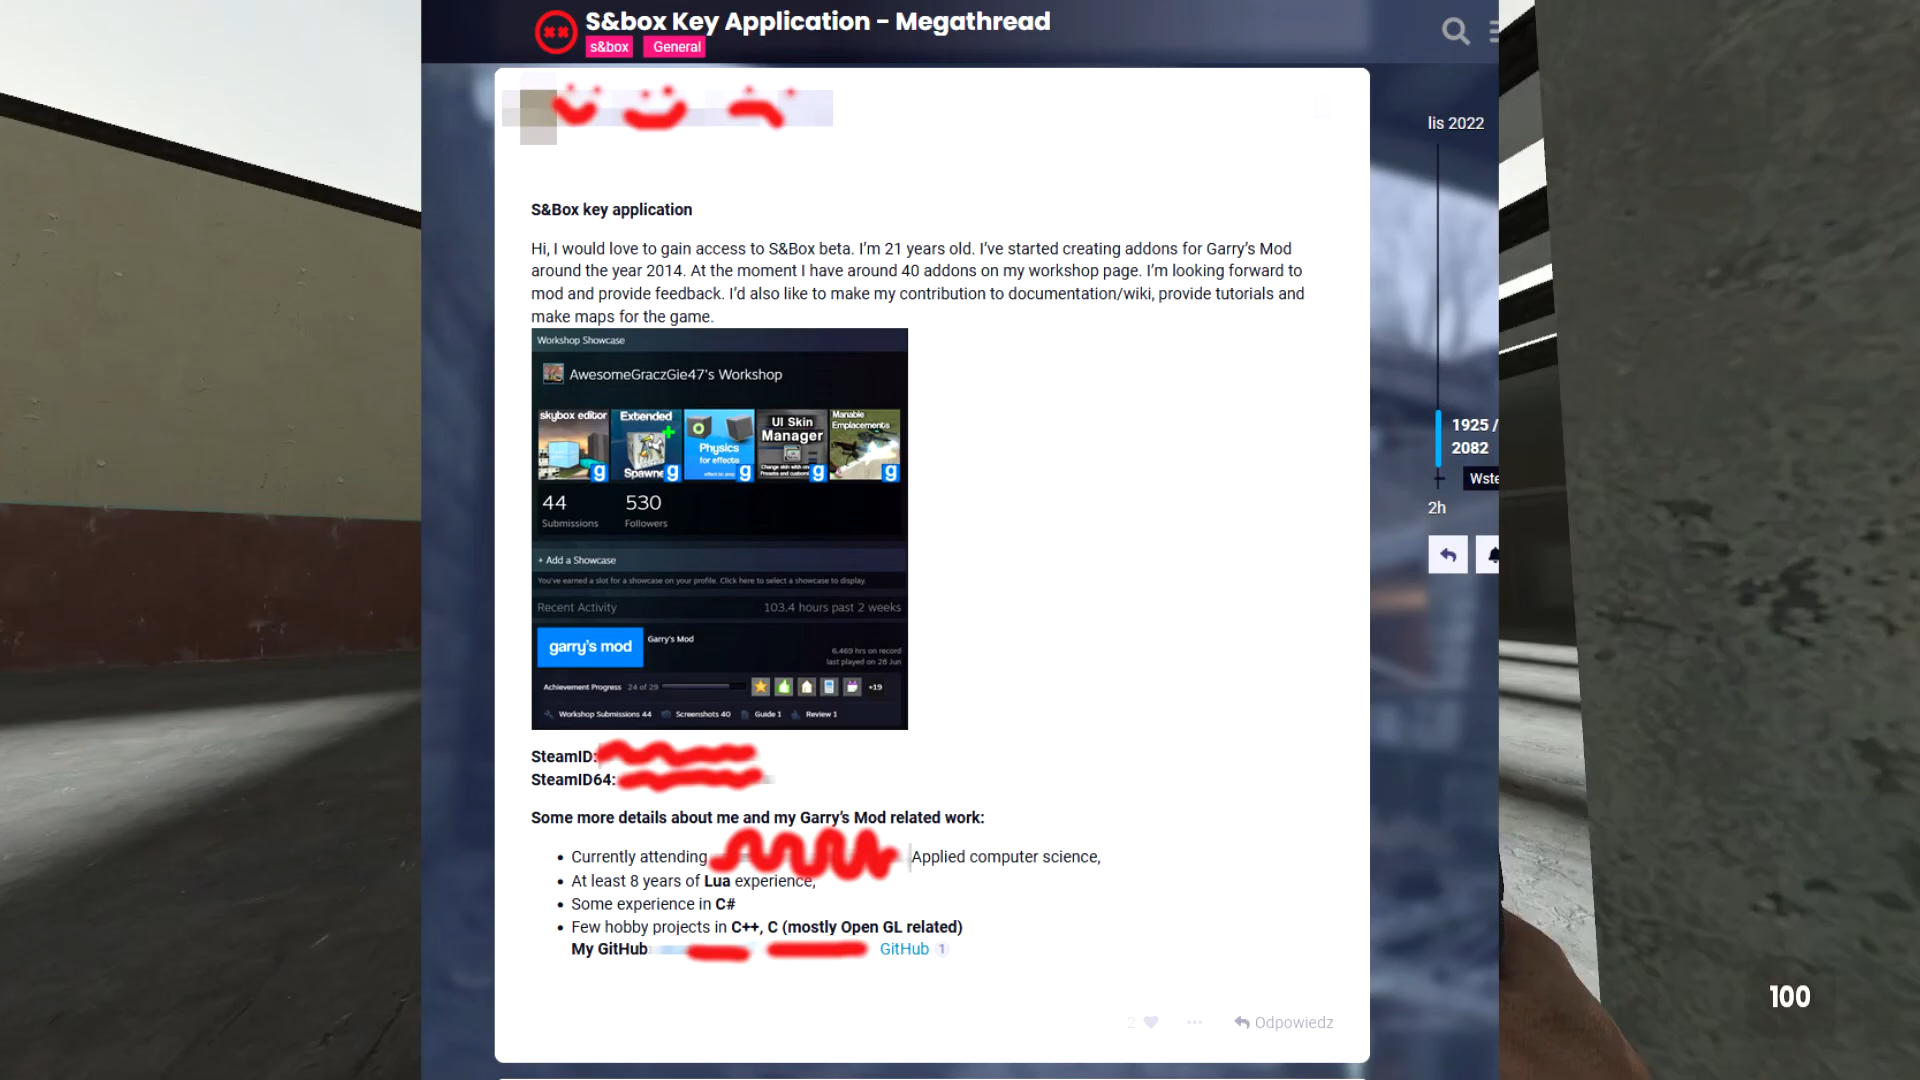 S&box Key Application – Megathread
s&box General
S&Box key application
Hi, I would love to gain access to S&Box beta. I'm 21 years old. I've started creating addons for Garry's Mod
around the year 2014. At the moment I have around 40 addons on my workshop page. I'm looking forward to
mod and provide feedback. I'd also like to make my contribution to documentation/wiki, provide tutorials and
make maps for the game.
Workshop Showcase
AwesomeGraczGie47's Workshop
skybox editor
Extended
Spawne
Physics
for effects
UI Skin
Manager
Manable
Emplacements
44 530
Submissions Followers
+ Add a Showcase
You've earned a slot for a showcase on your profile. Click here to select a showcase to display.
Recent Activity 103.4 hours past 2 weeks
garry's mod
Garry's Mod
6,469 hrs on record
last played on 28 Jun
Achievement Progress 24 of 29 +19
Workshop Submissions 44 Screenshots 40 Guide 1 Review 1
SteamID:
SteamID64:
Some more details about me and my Garry's Mod related work:
• Currently attending Applied computer science,
• At least 8 years of Lua experience,
• Some experience in C#
• Few hobby projects in C++, C (mostly Open GL related)
My GitHub GitHub 1
2 ... Odpowiedz
lis 2022
1925 /
2082
Wste
2h
100